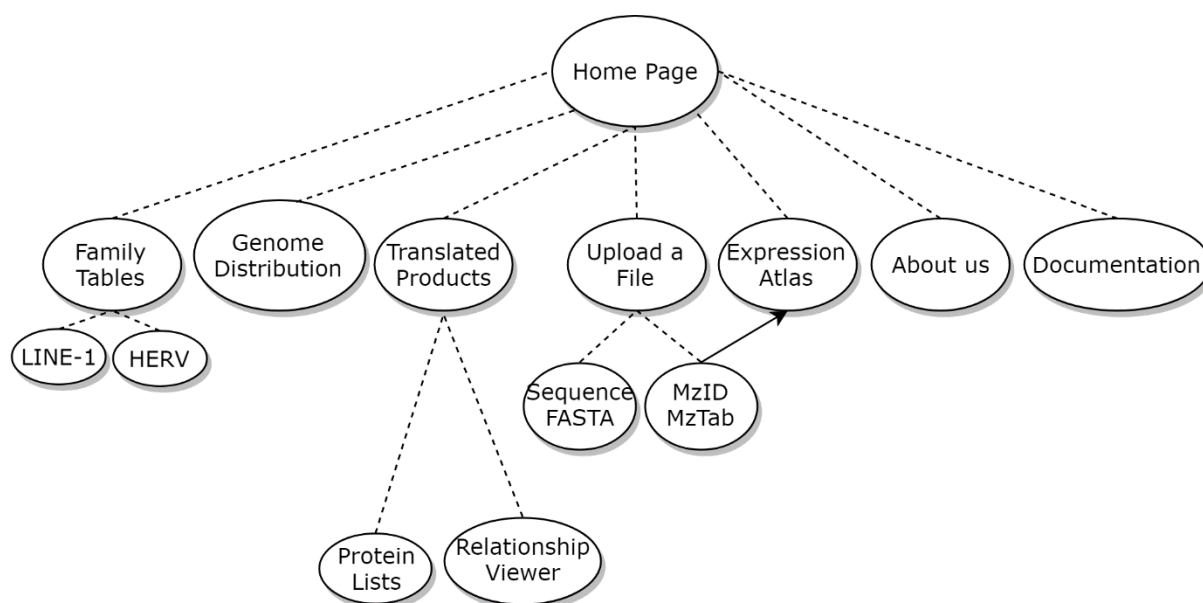 Home Page
Family
Tables
Genome
Distribution
Translated
Products
Upload a
File
Expression
Atlas
About us
Documentation
LINE-1
HERV
Sequence
FASTA
MzID
MzTab
Protein
Lists
Relationship
Viewer